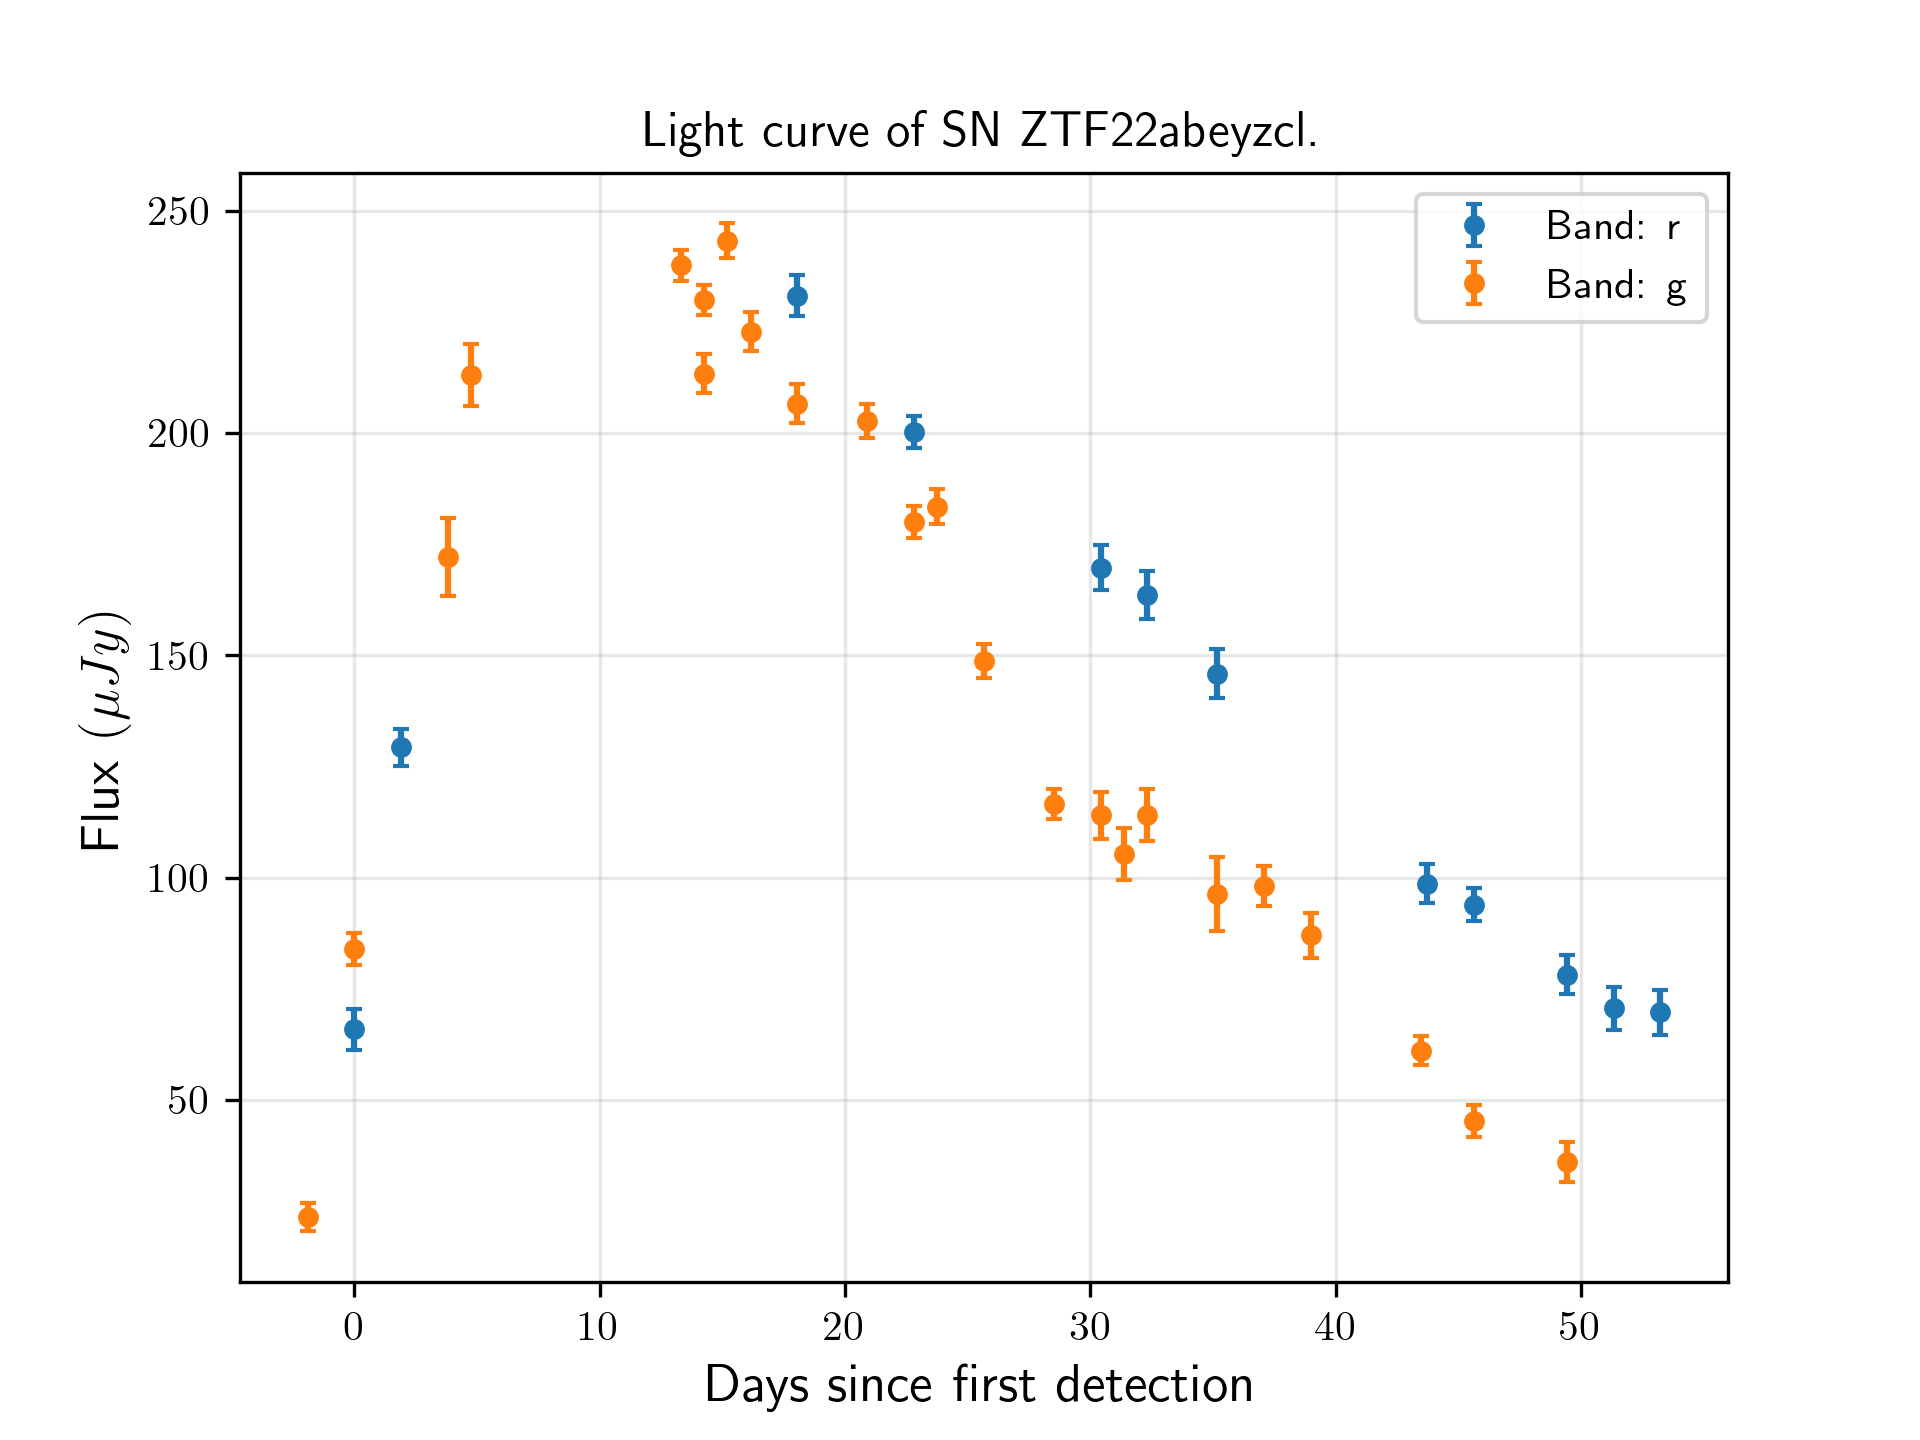 Light curve of SN ZTF22abeyzcl.
250
200
150
100
50
Flux (μJy)
Band: r
Band: g
0 10 20 30 40 50
Days since first detection